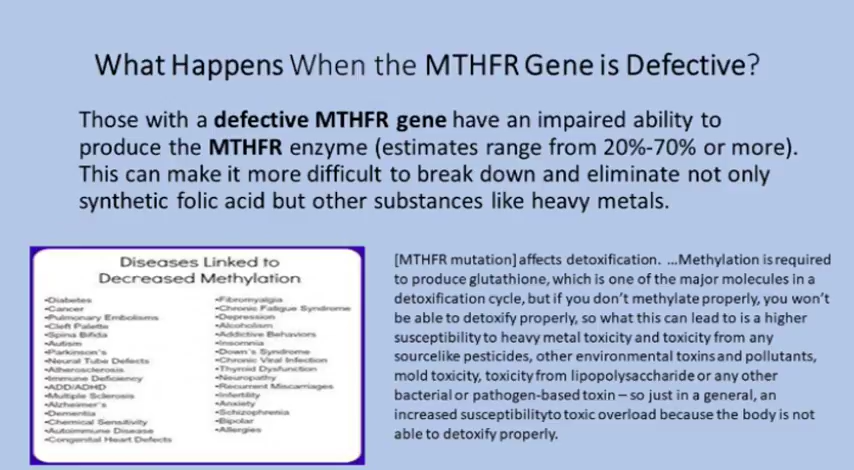 What Happens When the MTHFR Gene is Defective?
Those with a defective MTHFR gene have an impaired ability to
produce the MTHFR enzyme (estimates range from 20%-70% or more).
This can make it more difficult to break down and eliminate not only
synthetic folic acid but other substances like heavy metals.
Diseases Linked to
Decreased Methylation
•Diabetes
•Cancer
•Pulmonary Embolisms
•Cleft Palette
•Spina Bifida
•Autism
•Parkinson's
•Neural Tube Defects
•Atherosclerosis
•Immune Deficiency
•ADD/ADHD
•Multiple Sclerosis
•Alzheimer's
•Dementia
•Chemical Sensitivity
•Autoimmune Disease
•Congenital Heart Defects
•Fibromyalgia
•Chronic Fatigue Syndrome
•Depression
•Alcoholism
•Addictive Behaviors
•Insomnia
•Down's Syndrome
•Chronic Viral Infection
•Thyroid Dysfunction
•Neuropathy
•Recurrent Miscarriages
•Infertility
•Anxiety
•Schizophrenia
•Bipolar
•Allergies
[MTHFR mutation] affects detoxification. ...Methylation is required
to produce glutathione, which is one of the major molecules in a
detoxification cycle, but if you don't methylate properly, you won't
be able to detoxify properly, so what this can lead to is a higher
susceptibility to heavy metal toxicity and toxicity from any
sourcelike pesticides, other environmental toxins and pollutants,
mold toxicity, toxicity from lipopolysaccharide or any other
bacterial or pathogen-based toxin – so just in a general, an
increased susceptibilityto toxic overload because the body is not
able to detoxify properly.